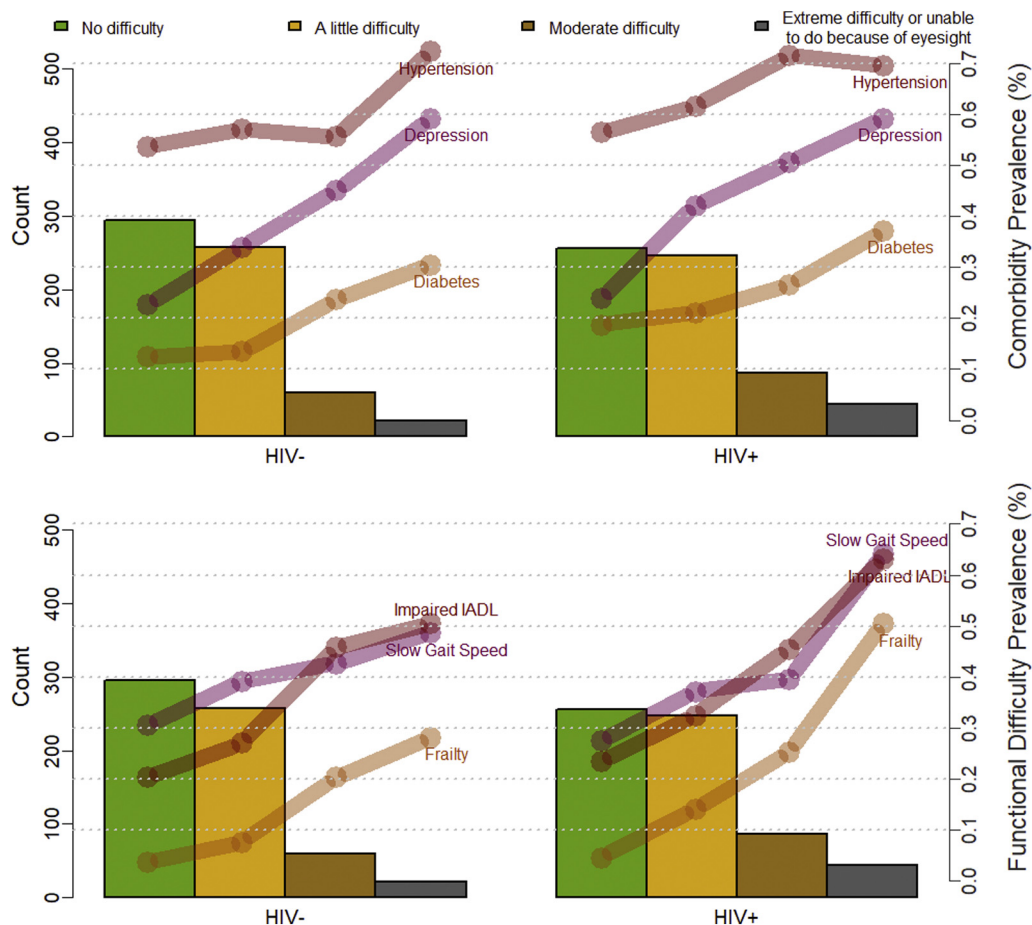 No difficulty
A little difficulty
Moderate difficulty
Extreme difficulty or unable
to do because of eyesight
Count
500
400
300
200
100
0
Hypertension
Depression
Diabetes
HIV-
Hypertension
Depression
Diabetes
HIV+
0.7
0.6
0.5
0.4
0.3
0.2
0.1
0.0
Comorbidity Prevalence (%)
Count
500
400
300
200
100
0
Impaired IADL
Slow Gait Speed
Frailty
HIV-
Slow Gait Speed
Impaired IADL
Frailty
HIV+
0.7
0.6
0.5
0.4
0.3
0.2
0.1
0.0
Functional Difficulty Prevalence (%)